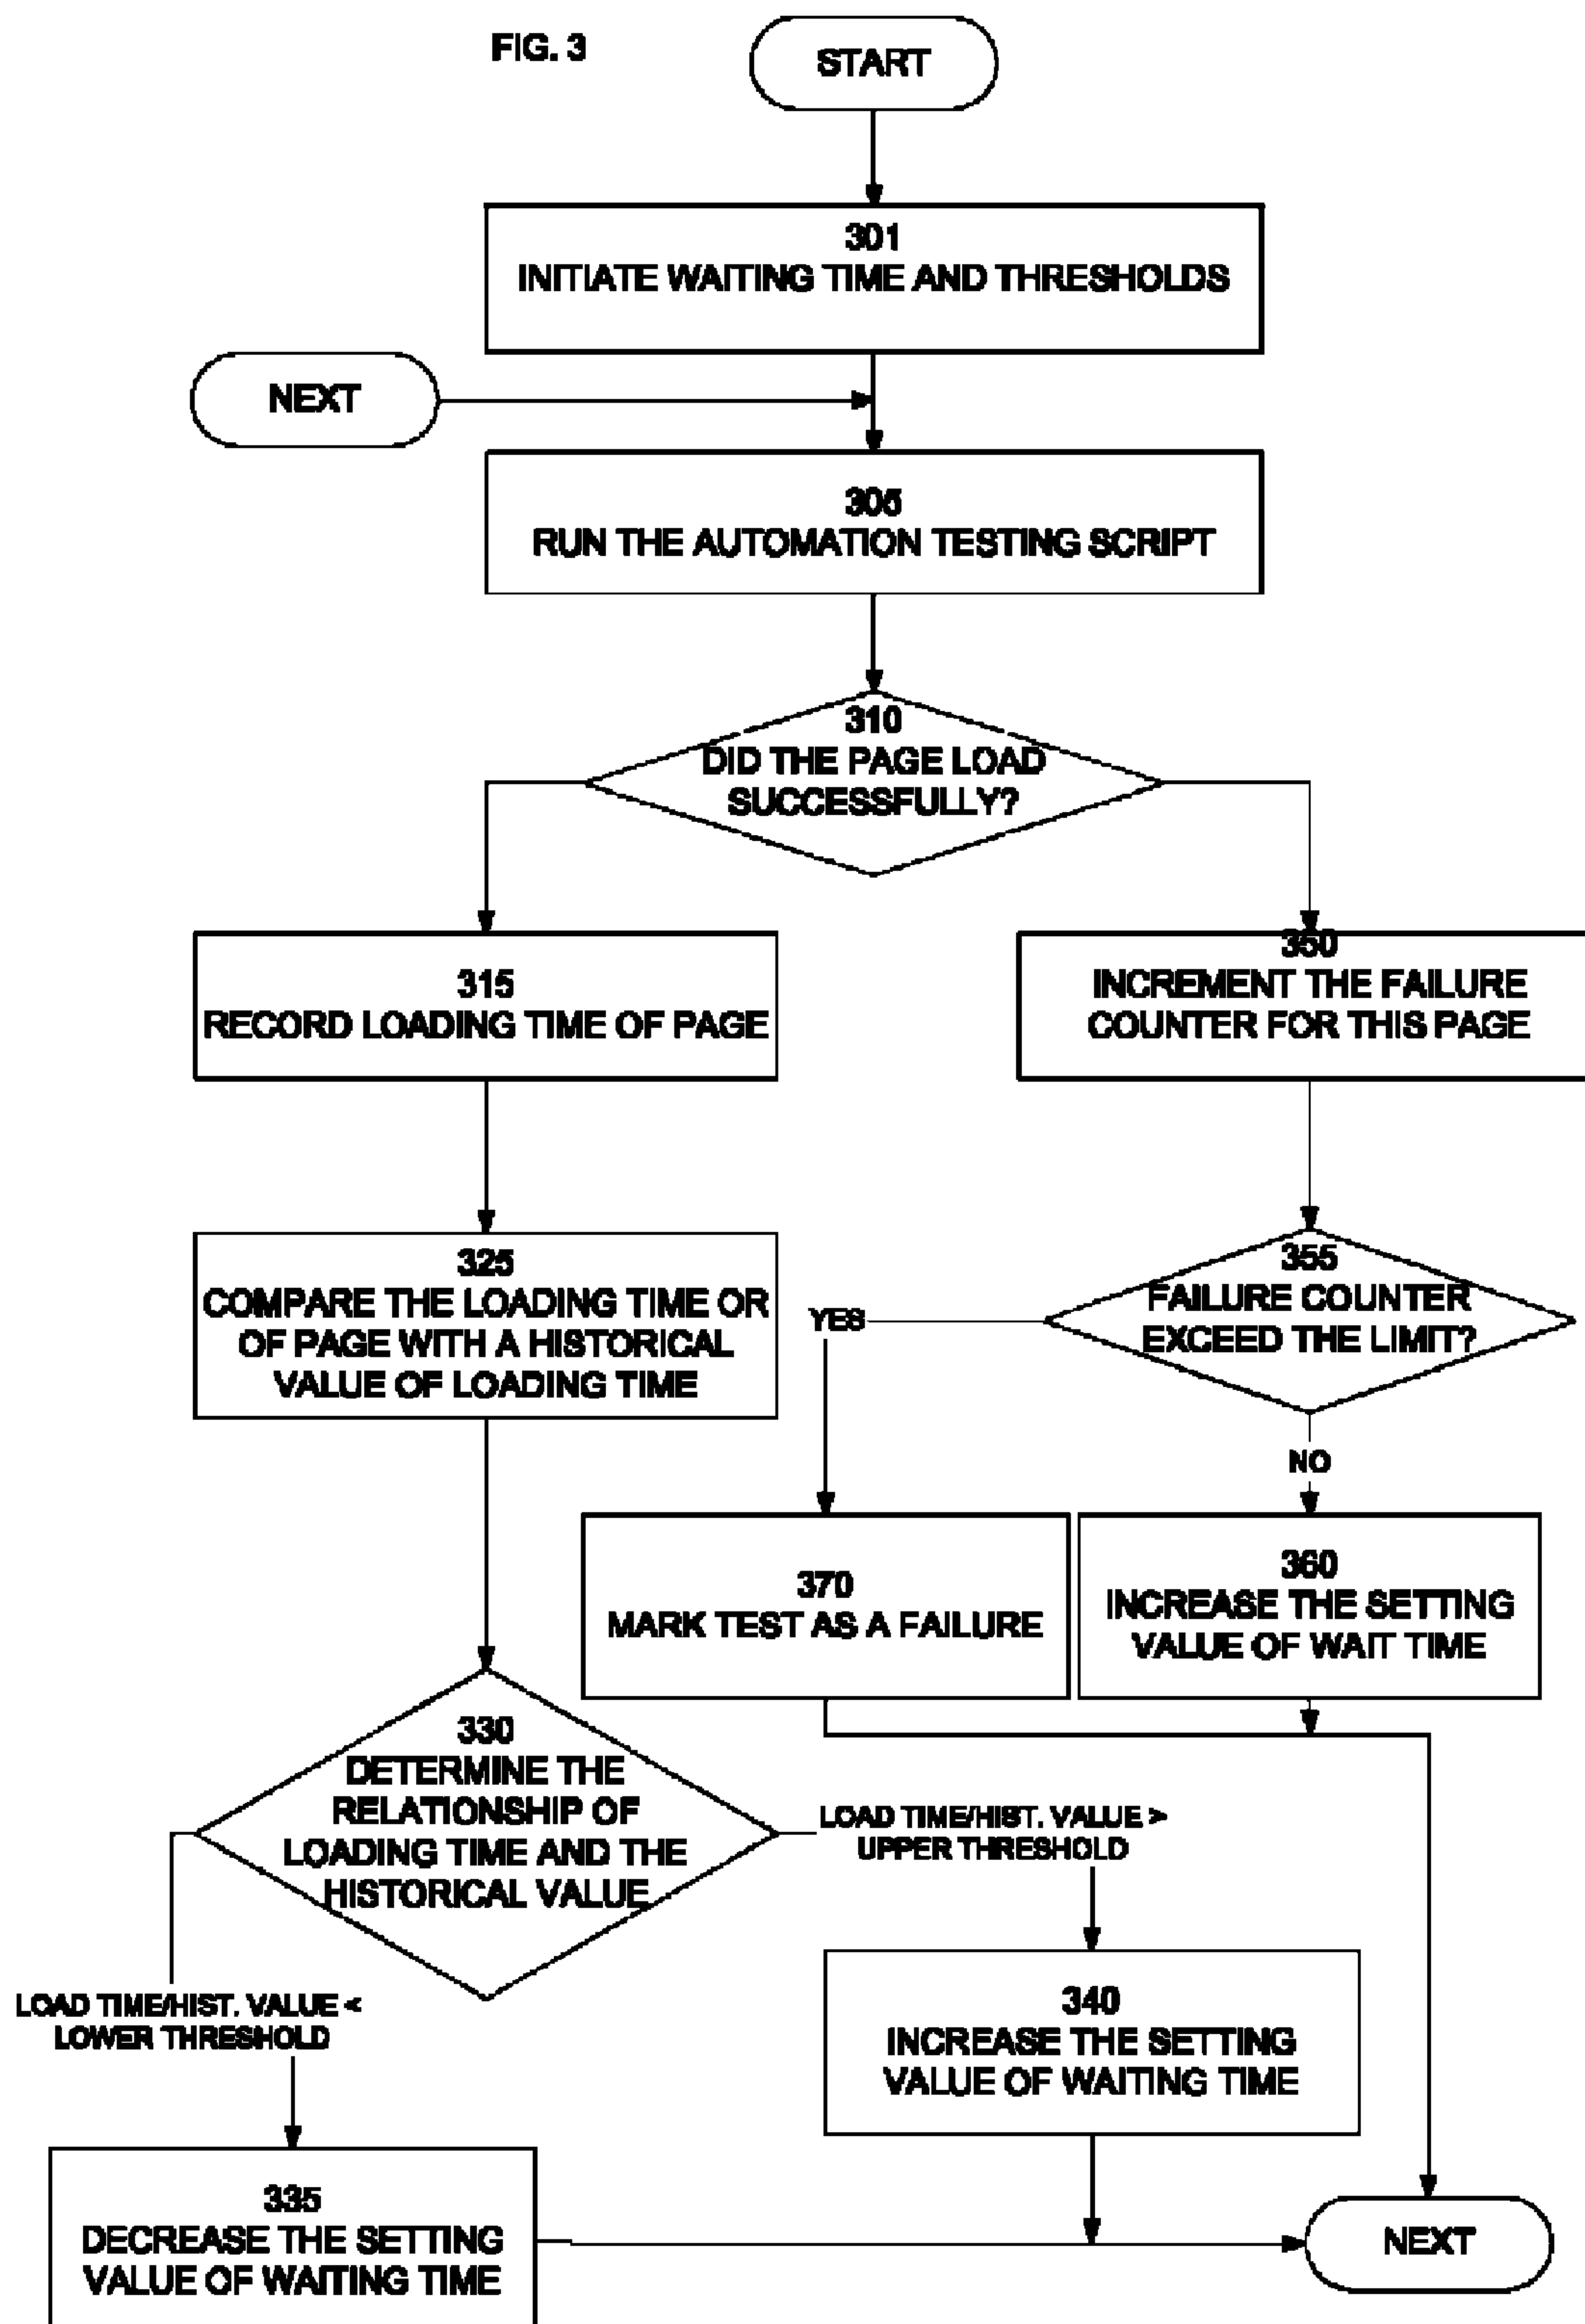 FIG. 3
START
301
INITIATE WAITING TIME AND THRESHOLDS
NEXT
305
RUN THE AUTOMATION TESTING SCRIPT
310
DID THE PAGE LOAD
SUCCESSFULLY?
315
RECORD LOADING TIME OF PAGE
350
INCREMENT THE FAILURE
COUNTER FOR THIS PAGE
325
COMPARE THE LOADING TIME OR
OF PAGE WITH A HISTORICAL
VALUE OF LOADING TIME
355
FAILURE COUNTER
EXCEED THE LIMIT?
YES
NO
370
MARK TEST AS A FAILURE
360
INCREASE THE SETTING
VALUE OF WAIT TIME
330
DETERMINE THE
RELATIONSHIP OF
LOADING TIME AND THE
HISTORICAL VALUE
LOAD TIME/HIST. VALUE >
UPPER THRESHOLD
LOAD TIME/HIST. VALUE <
LOWER THRESHOLD
340
INCREASE THE SETTING
VALUE OF WAITING TIME
335
DECREASE THE SETTING
VALUE OF WAITING TIME
NEXT